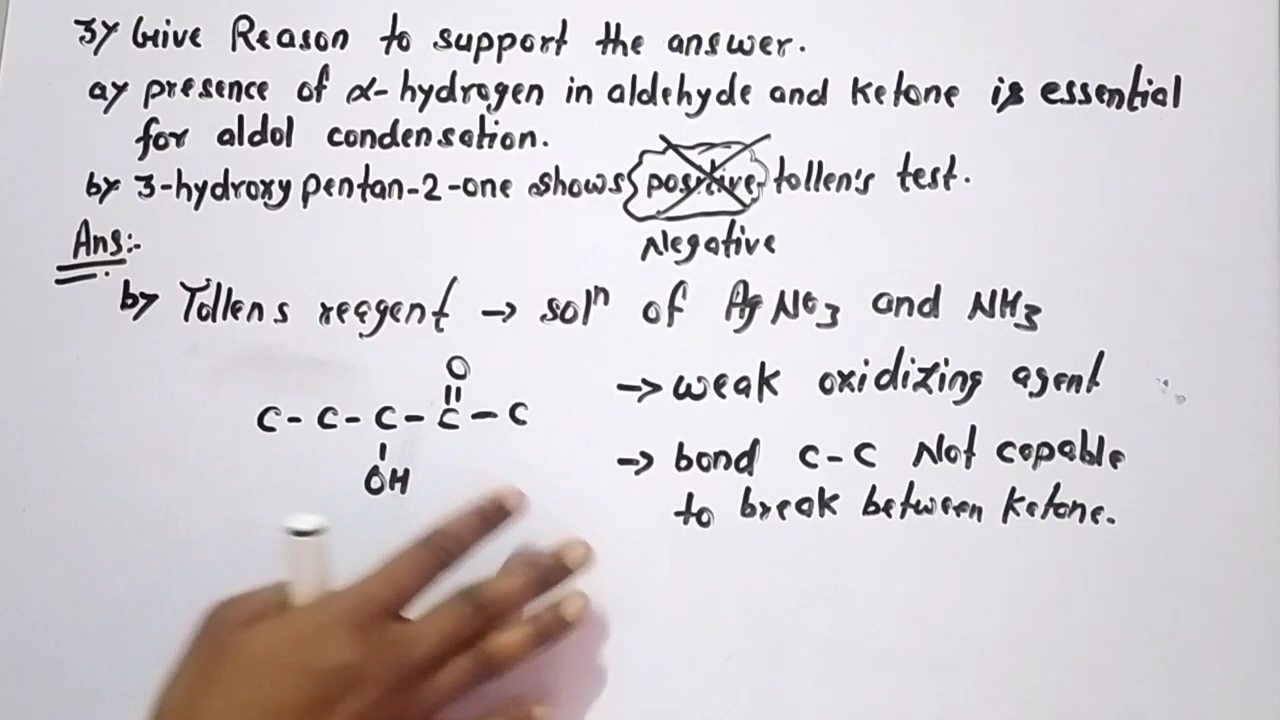 3) Give Reason to support the answer.
a) presence of α-hydrogen in aldehyde and ketone is essential
for aldol condensation.
b) 3-hydroxy pentan-2-one shows positive tollen's test.
Negative
Ans:-
b) Tollens reagent → solⁿ of AgNO₃ and NH₃
O
C-C-C-C-C
OH
→ weak oxidizing agent
→ bond C-C Not capable
to break between ketone.